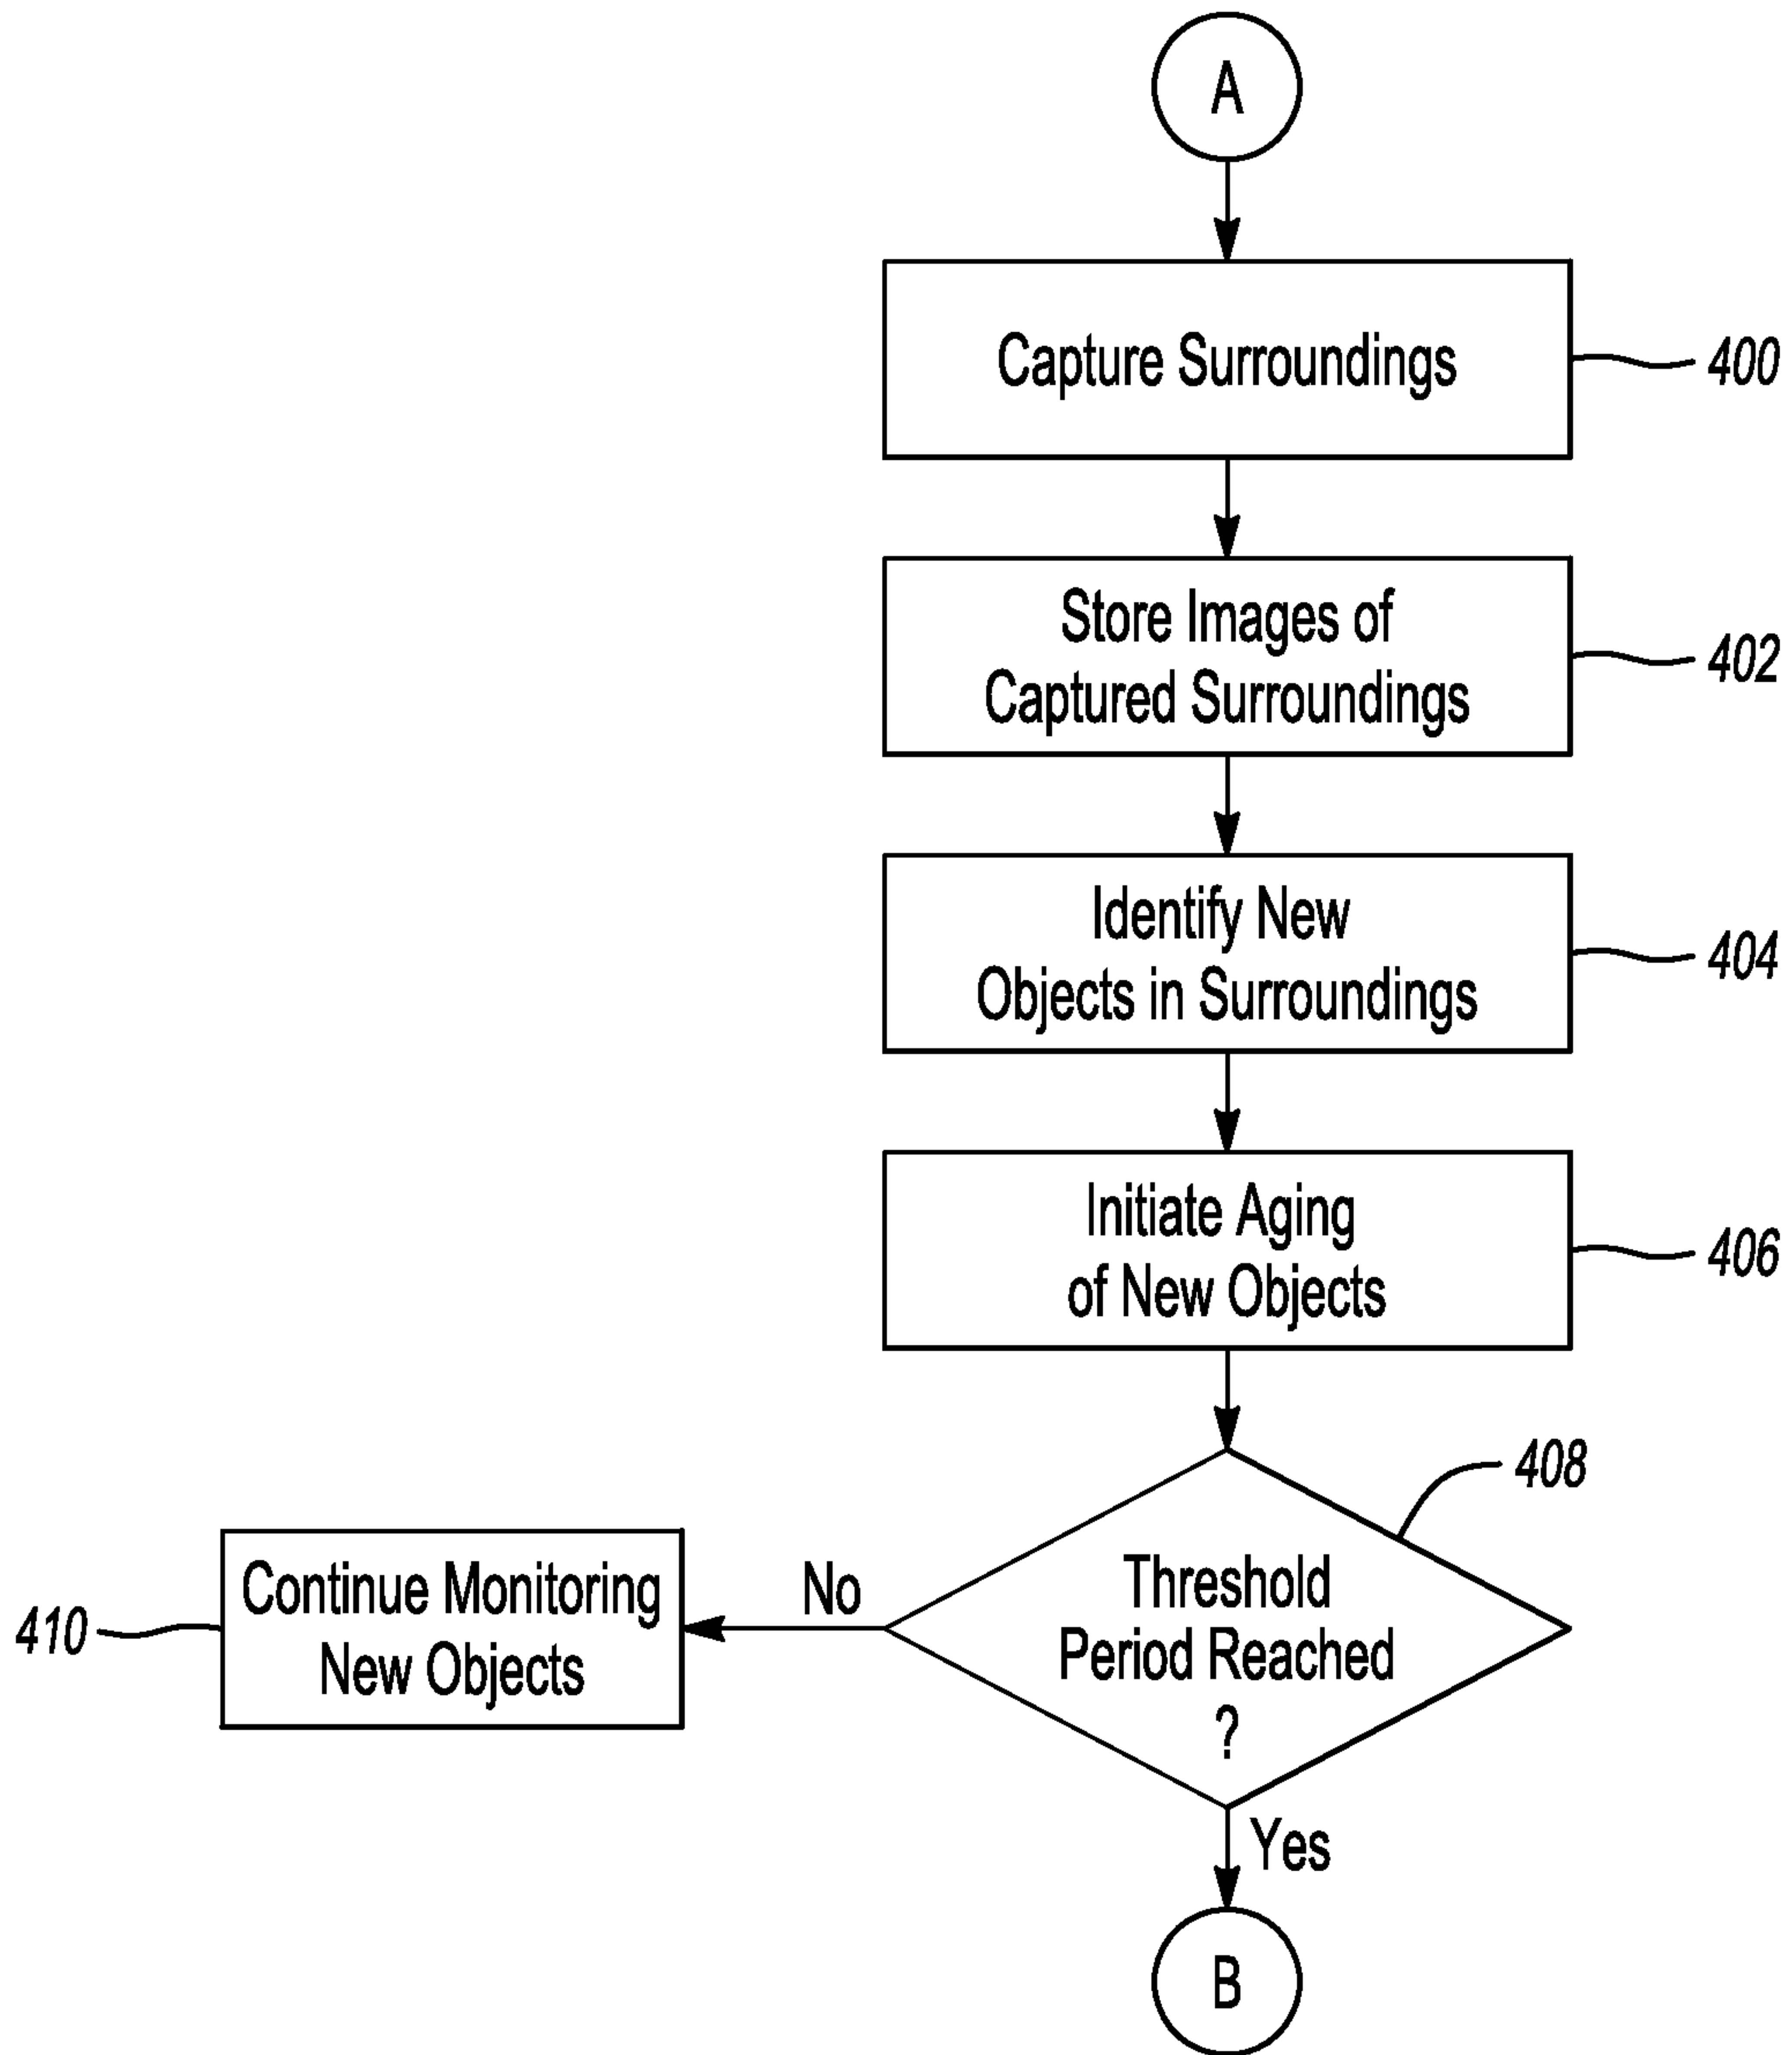 A
Capture Surroundings
400
Store Images of
Captured Surroundings
402
Identify New
Objects in Surroundings
404
Initiate Aging
of New Objects
406
408
Threshold
Period Reached
?
No
Continue Monitoring
New Objects
410
Yes
B